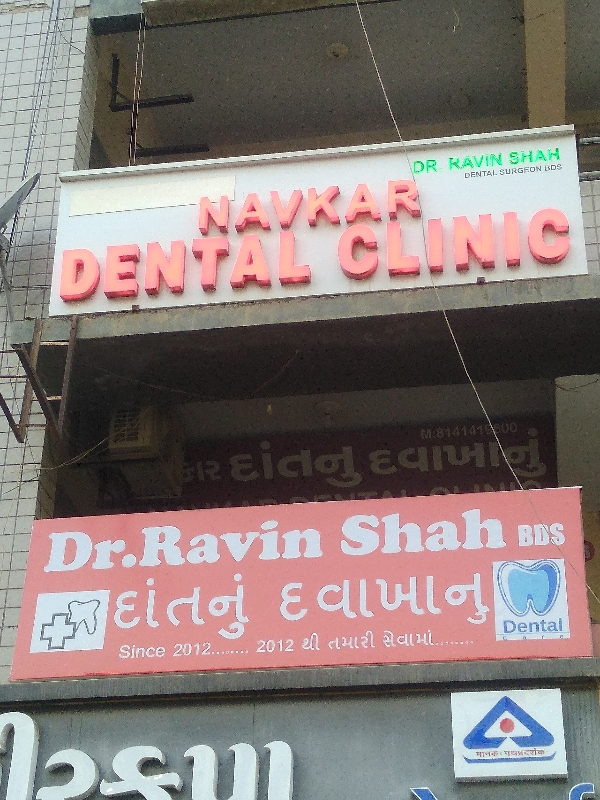 DR. RAVIN SHAH
DENTAL SURGEON BDS
NAVKAR
DENTAL CLINIC
દાંતનુ દવાખાનું
Dr.Ravin Shah BDS
દાંતનું દવાખાનુ
Dental
Care
Since 2012........ 2012 થી તમારી સેવામાં.........